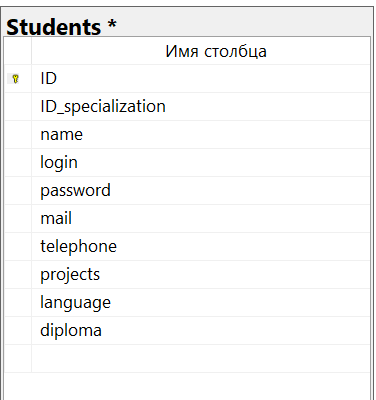 Students *
Имя столбца
ID
ID_specialization
name
login
password
mail
telephone
projects
language
diploma